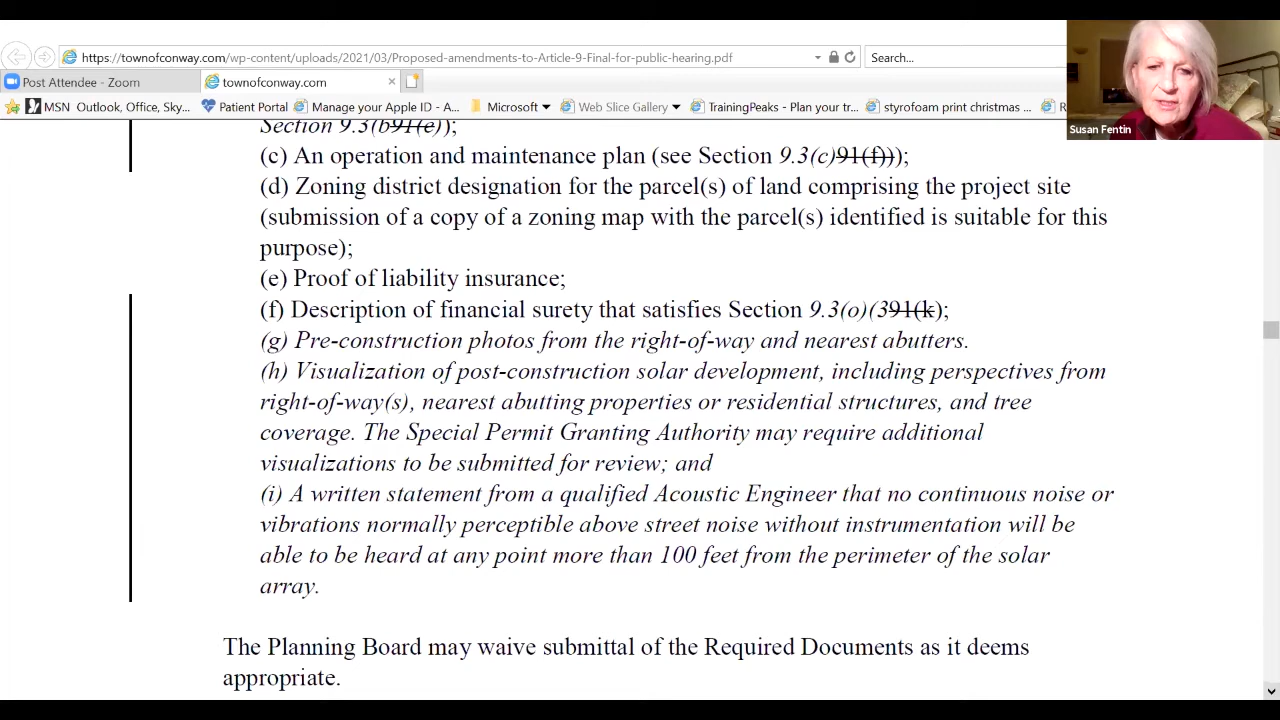 https://townofconway.com/wp-content/uploads/2021/03/Proposed-amendments-to-Article-9-Final-for-public-hearing.pdf
Search...
Post Attendee - Zoom
townofconway.com
MSN
Outlook, Office, Sky...
Patient Portal
Manage your Apple ID - A...
Microsoft
Web Slice Gallery
TrainingPeaks - Plan your tr...
styrofoam print christmas ...
Susan Fentin
Section 9.3(b91(e));
(c) An operation and maintenance plan (see Section 9.3(c)91(f)));
(d) Zoning district designation for the parcel(s) of land comprising the project site
(submission of a copy of a zoning map with the parcel(s) identified is suitable for this
purpose);
(e) Proof of liability insurance;
(f) Description of financial surety that satisfies Section 9.3(o)(391(k);
(g) Pre-construction photos from the right-of-way and nearest abutters.
(h) Visualization of post-construction solar development, including perspectives from
right-of-way(s), nearest abutting properties or residential structures, and tree
coverage. The Special Permit Granting Authority may require additional
visualizations to be submitted for review; and
(i) A written statement from a qualified Acoustic Engineer that no continuous noise or
vibrations normally perceptible above street noise without instrumentation will be
able to be heard at any point more than 100 feet from the perimeter of the solar
array.
The Planning Board may waive submittal of the Required Documents as it deems
appropriate.